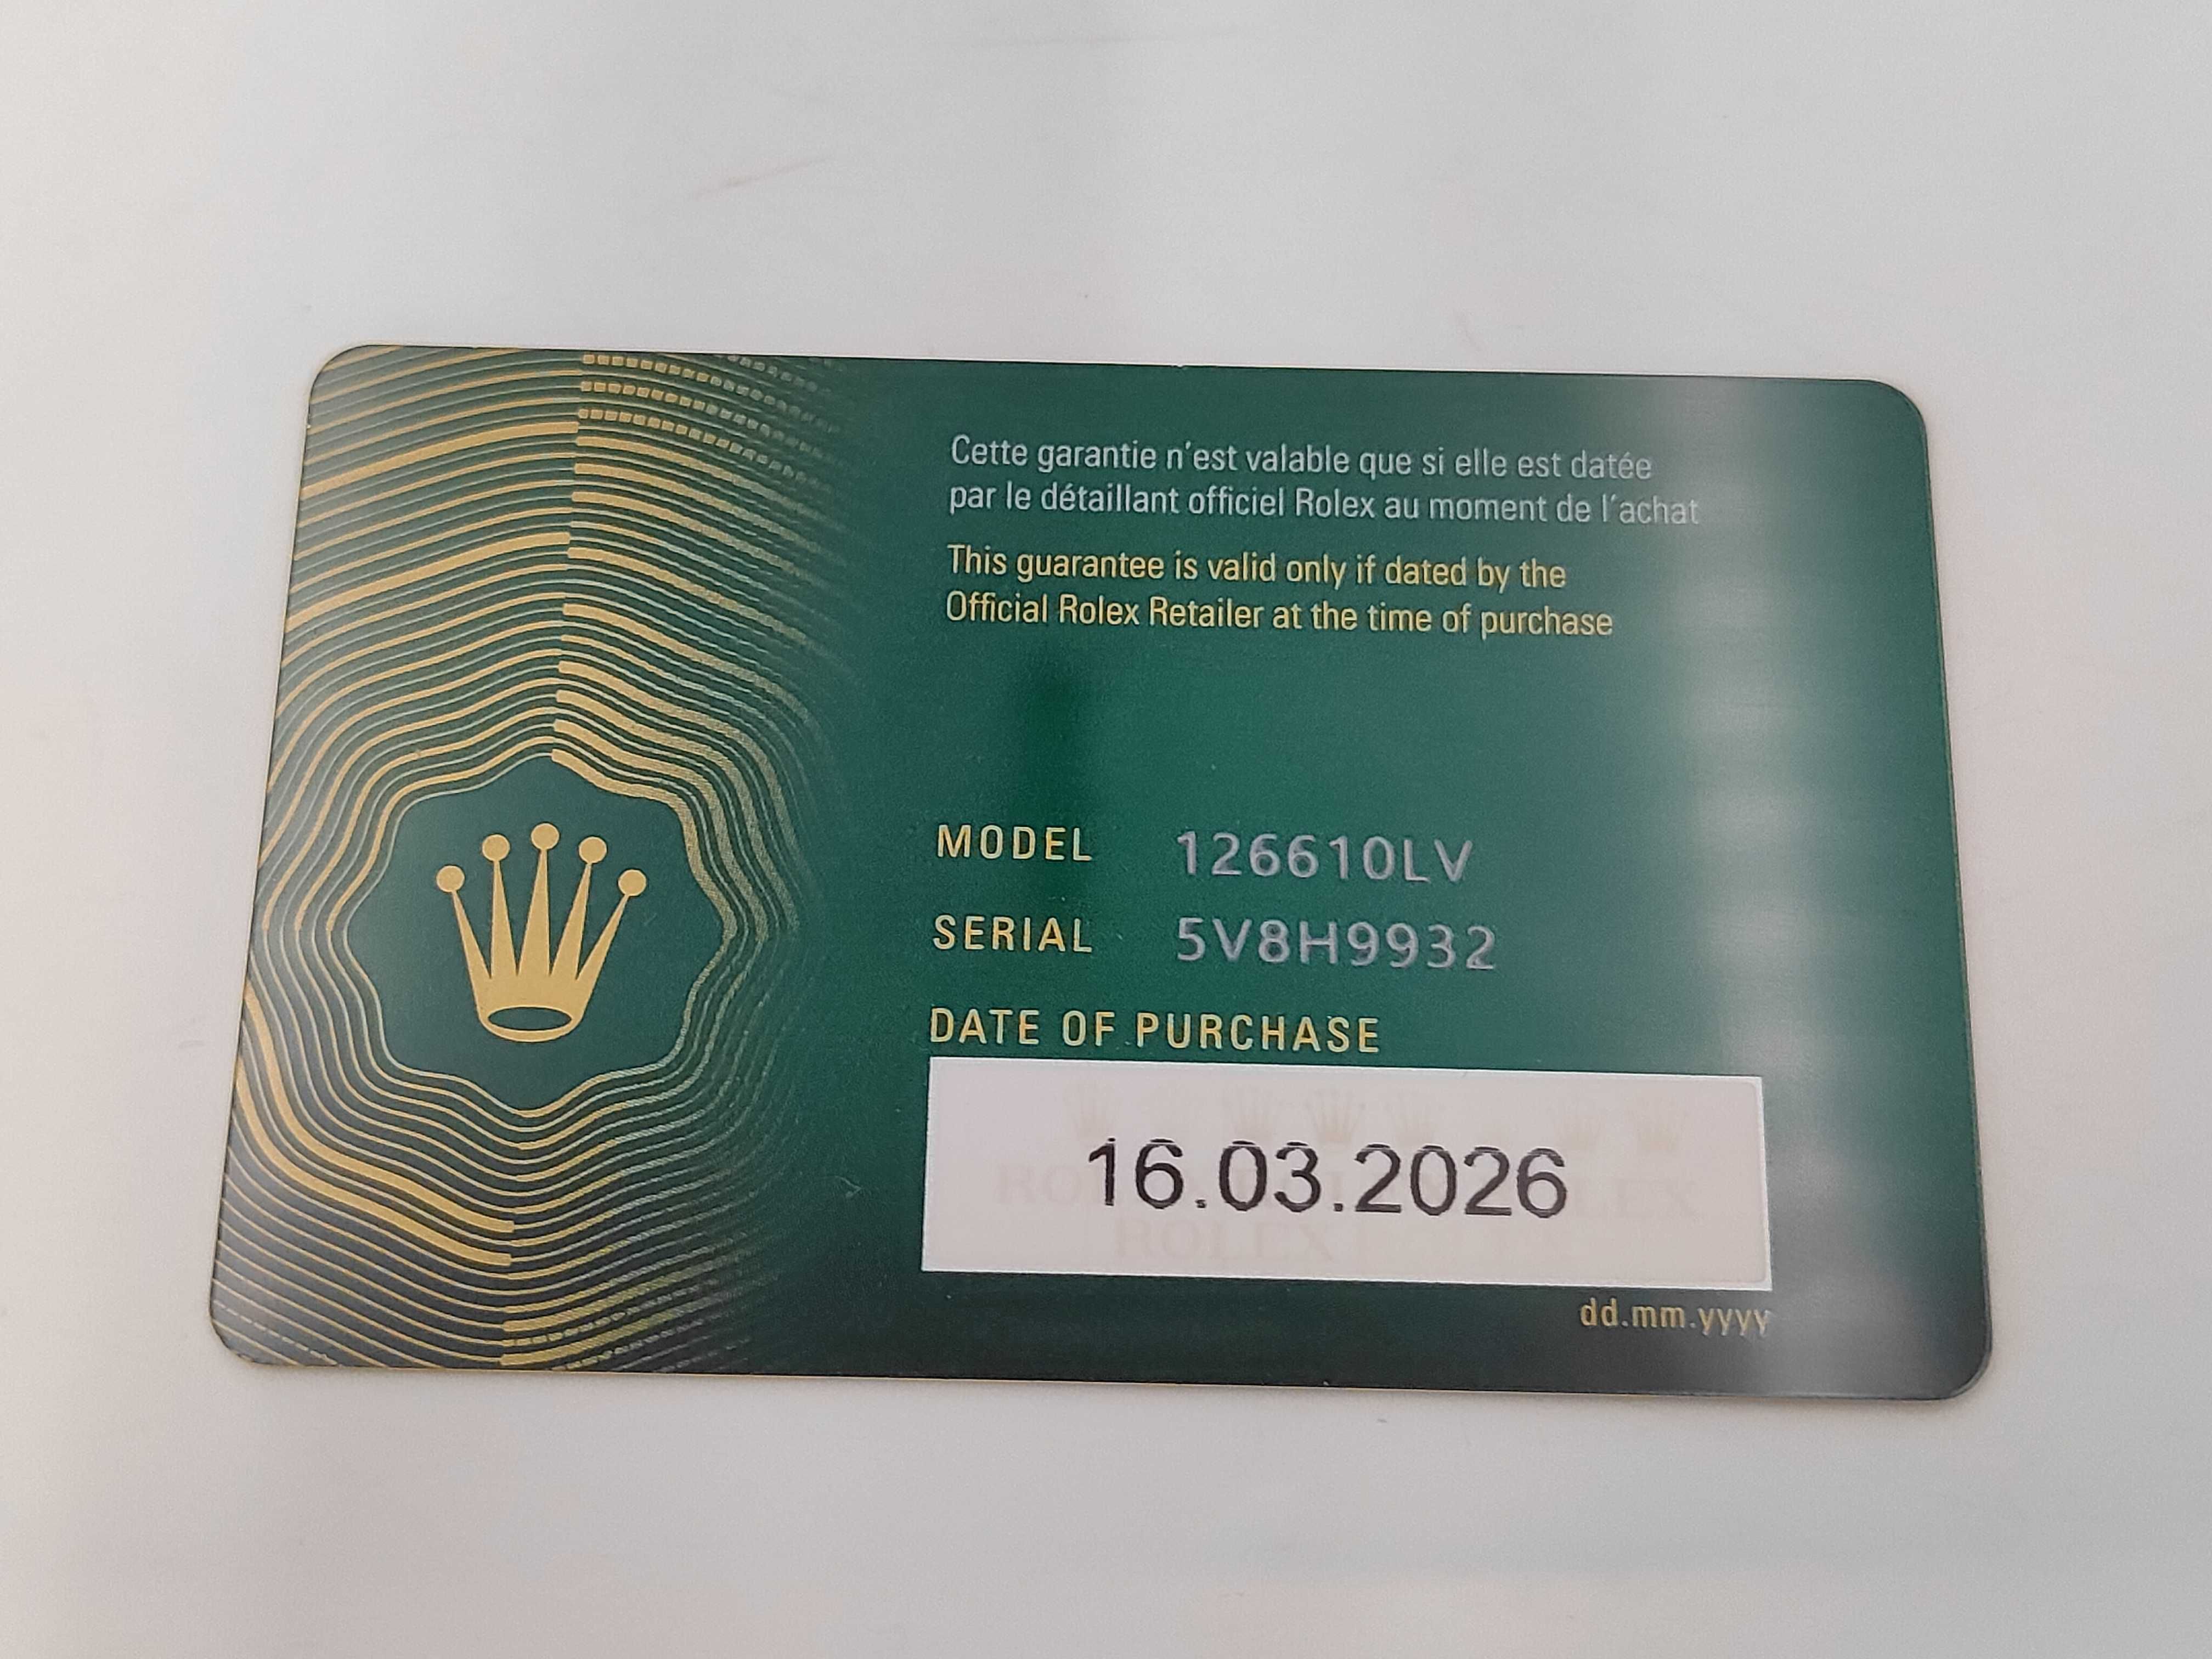 Cette garantie n'est valable que si elle est datée
par le détaillant officiel Rolex au moment de l'achat
This guarantee is valid only if dated by the
Official Rolex Retailer at the time of purchase
MODEL 126610LV
SERIAL 5V8H9932
DATE OF PURCHASE
16.03.2026
ROLEX
dd.mm.yyyy